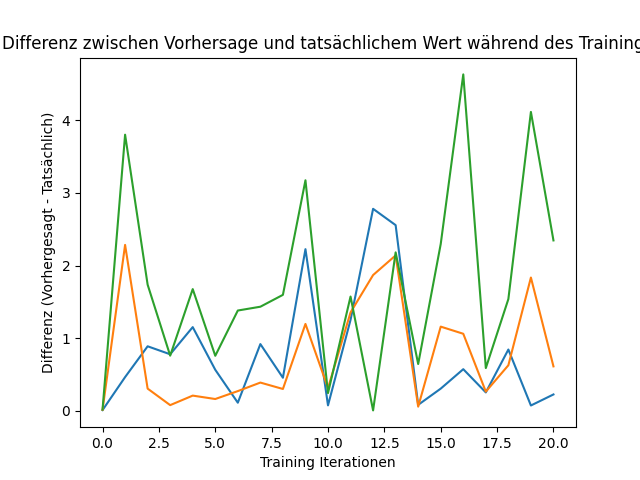 Differenz zwischen Vorhersage und tatsächlichem Wert während des Training
Differenz (Vorhergesagt - Tatsächlich)
4
3
2
1
0
0.0 2.5 5.0 7.5 10.0 12.5 15.0 17.5 20.0
Training Iterationen